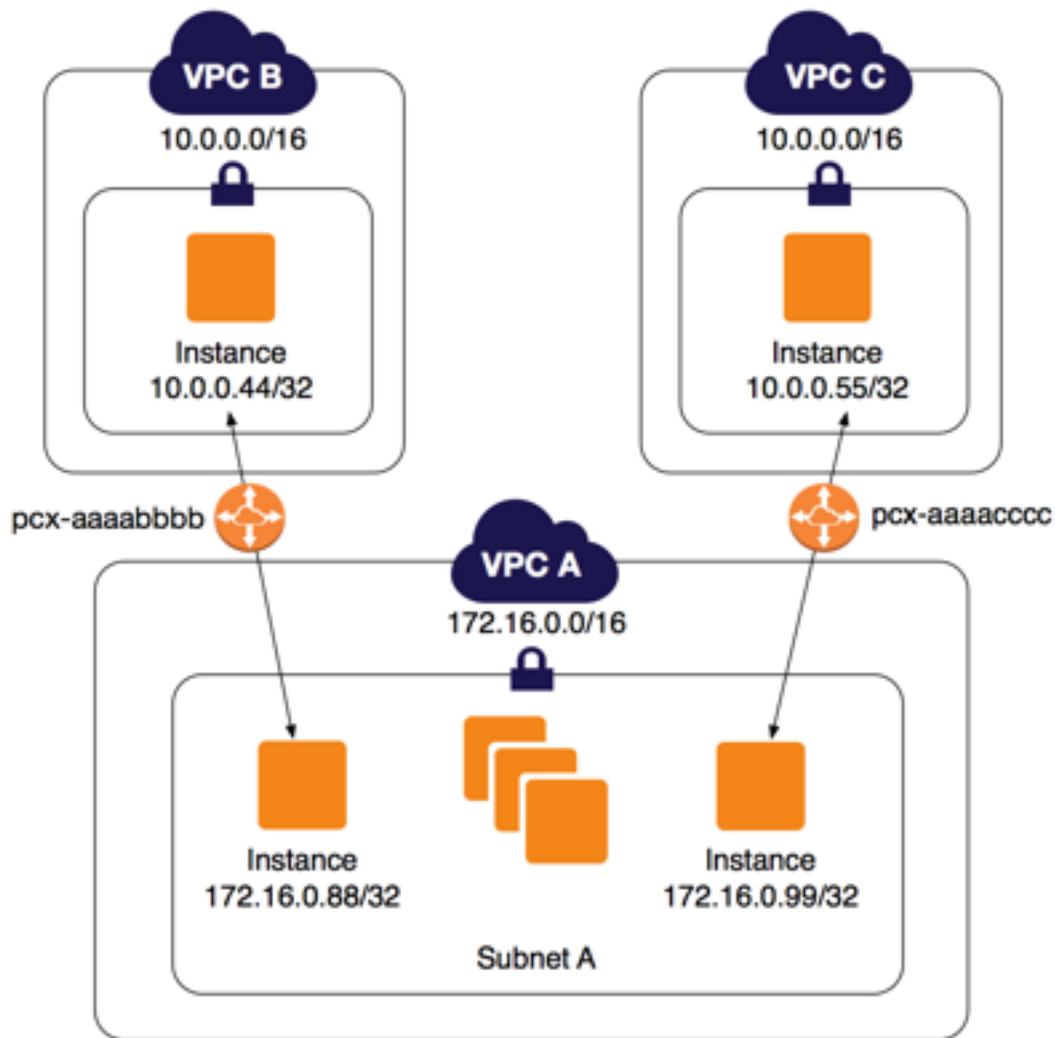 VPC B
10.0.0.0/16
Instance
10.0.0.44/32
VPC C
10.0.0.0/16
Instance
10.0.0.55/32
pcx-aaaabbbb
pcx-aaaacccc
VPC A
172.16.0.0/16
Instance
172.16.0.88/32
Instance
172.16.0.99/32
Subnet A